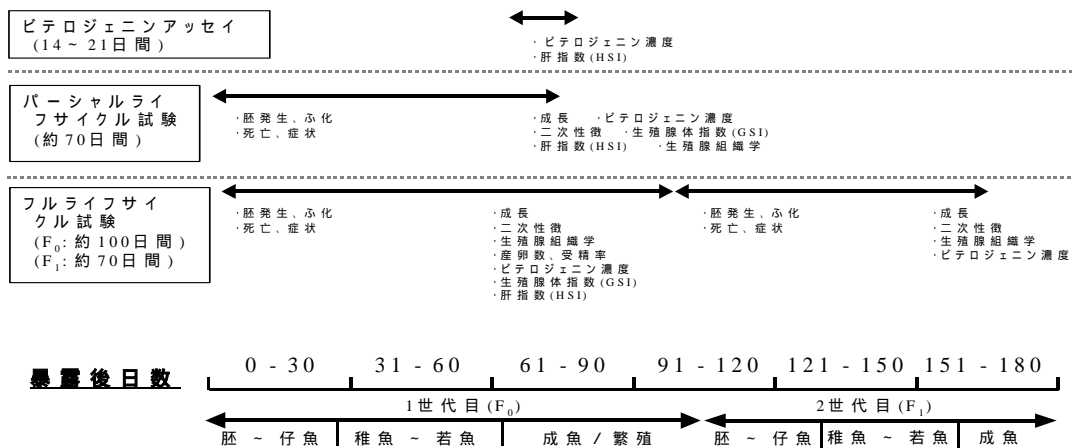 ビテロジェニンアッセイ
(14~21日間)
・ビテロジェニン濃度
・肝指数(HSI)
パーシャルライ
フサイクル試験
(約70日間)
・胚発生、ふ化
・死亡、症状
・成長 ・ビテロジェニン濃度
・二次性徴 ・生殖腺体指数(GSI)
・肝指数(HSI) ・生殖腺組織学
フルライフサイ
クル試験
(F₀:約100日間)
(F₁:約70日間)
・胚発生、ふ化
・死亡、症状
・成長
・二次性徴
・生殖腺組織学
・産卵数、受精率
・ビテロジェニン濃度
・生殖腺体指数(GSI)
・肝指数(HSI)
・胚発生、ふ化
・死亡、症状
・成長
・二次性徴
・生殖腺組織学
・ビテロジェニン濃度
暴露後日数
0 - 30 31 - 60 61 - 90 91 - 120 121 - 150 151 - 180
1世代目(F₀) 2世代目(F₁)
胚 ~ 仔魚 稚魚 ~ 若魚 成魚 / 繁殖 胚 ~ 仔魚 稚魚 ~ 若魚 成魚